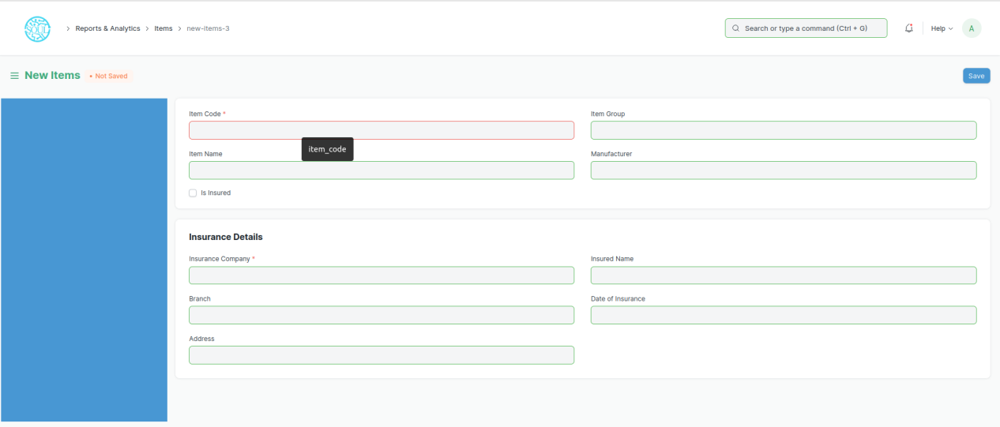 SOUL
> Reports & Analytics > Items > new-items-3
Search or type a command (Ctrl + G)
Help
A
New Items
• Not Saved
Save
Item Code *
Item Group
item_code
Item Name
Manufacturer
Is Insured
Insurance Details
Insurance Company *
Insured Name
Branch
Date of Insurance
Address